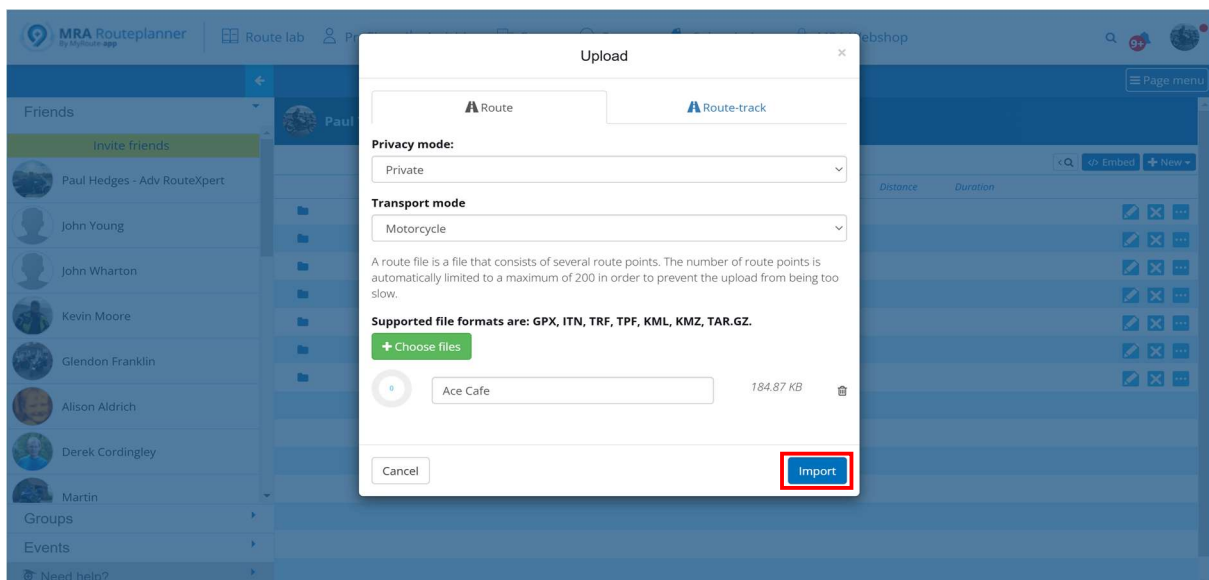 MRA Routeplanner
By MyRoute-app
Route lab
ebshop
9+
Page menu
Friends
Invite friends
Paul
Paul Hedges - Adv RouteXpert
John Young
John Wharton
Kevin Moore
Glendon Franklin
Alison Aldrich
Derek Cordingley
Martin
Groups
Events
Need help?
Upload
×
Route
Route-track
Privacy mode:
Private
Transport mode
Motorcycle
A route file is a file that consists of several route points. The number of route points is
automatically limited to a maximum of 200 in order to prevent the upload from being too
slow.
Supported file formats are: GPX, ITN, TRF, TPF, KML, KMZ, TAR.GZ.
+ Choose files
0
Ace Cafe
184.87 KB
Cancel
Import
</> Embed
+ New
Distance
Duration